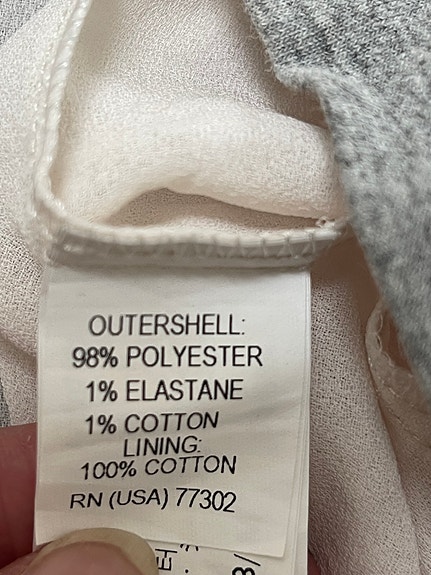 OUTERSHELL:
98% POLYESTER
1% ELASTANE
1% COTTON
LINING:
100% COTTON
RN (USA) 77302